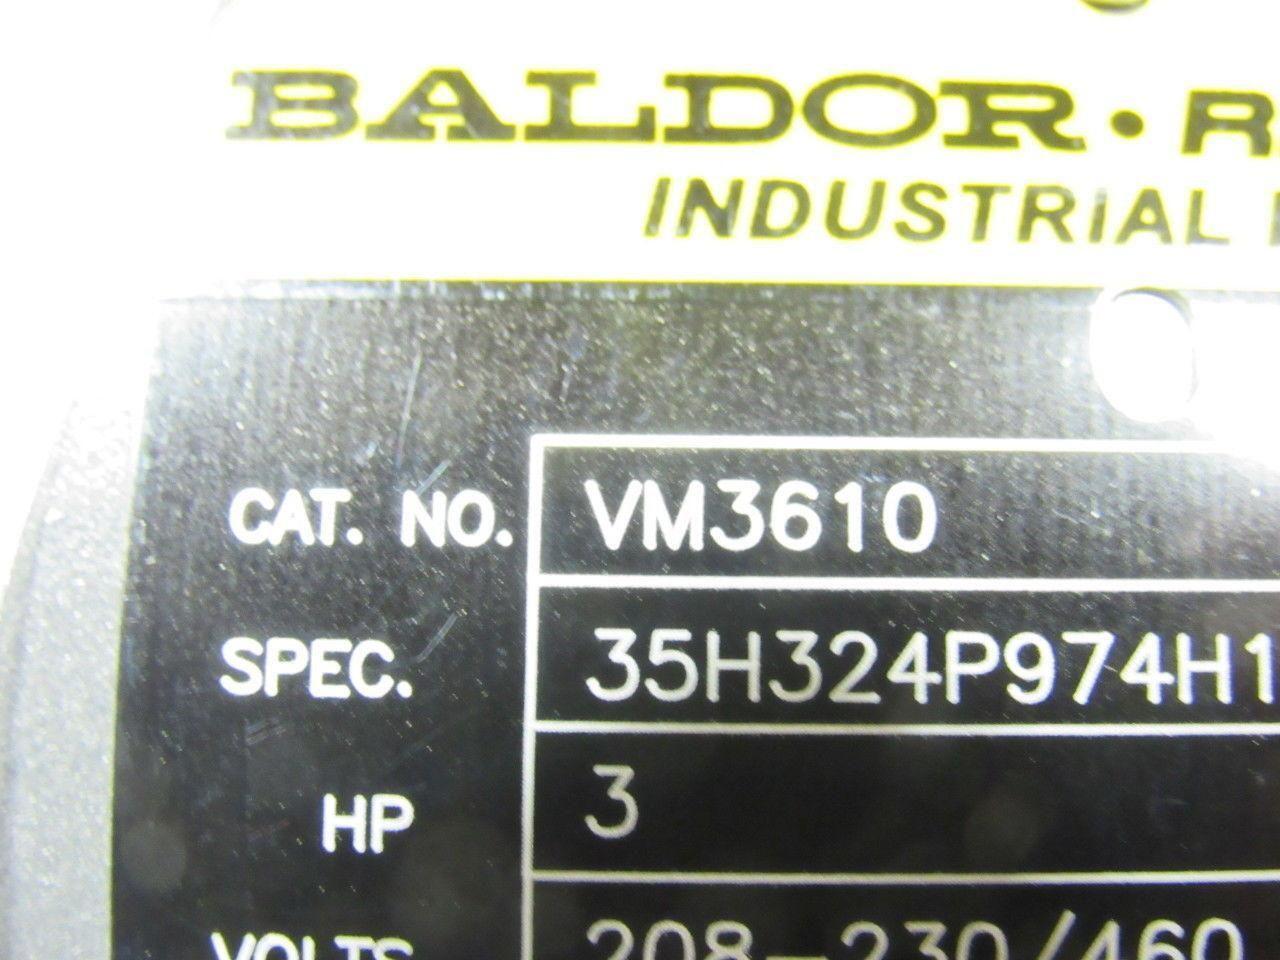 BALDOR · R
INDUSTRIAL
CAT. NO. VM3610
SPEC. 35H324P974H1
HP 3
VOLTS 208-230/460